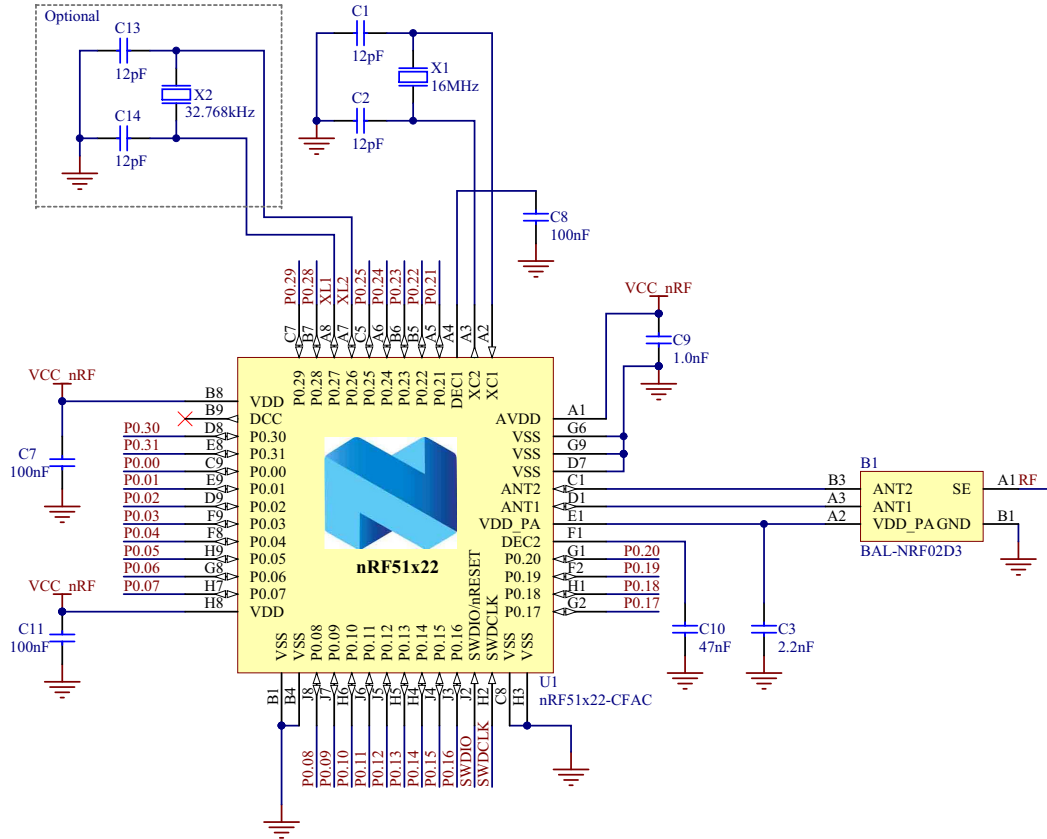 Optional
C13
12pF
X2
32.768kHz
C14
12pF
C1
12pF
X1
16MHz
C2
12pF
C8
100nF
P0.29
P0.28
XL1
XL2
P0.25
P0.24
P0.23
P0.22
P0.21
C7
B7
A8
A7
C5
A6
B6
B5
A5
A4
A3
A2
P0.29
P0.28
P0.27
P0.26
P0.25
P0.24
P0.23
P0.22
P0.21
DEC1
XC2
XC1
VCC_nRF
C9
1.0nF
VCC_nRF
C7
100nF
B8 VDD
B9 DCC
P0.30 D8 P0.30
P0.31 E8 P0.31
P0.00 C9 P0.00
P0.01 E9 P0.01
P0.02 D9 P0.02
P0.03 F9 P0.03
P0.04 F8 P0.04
P0.05 H9 P0.05
P0.06 G8 P0.06
P0.07 H7 P0.07
H8 VDD
VCC_nRF
C11
100nF
nRF51x22
AVDD A1
VSS G6
VSS G9
VSS D7
ANT2 C1
ANT1 D1
VDD_PA E1
DEC2 F1
P0.20 G1 P0.20
P0.19 F2 P0.19
P0.18 H1 P0.18
P0.17 G2 P0.17
B1
B3 ANT2 SE A1 RF
A3 ANT1
A2 VDD_PA GND B1
BAL-NRF02D3
C10
47nF
C3
2.2nF
VSS
VSS
P0.08
P0.09
P0.10
P0.11
P0.12
P0.13
P0.14
P0.15
P0.16
SWDIO/nRESET
SWDCLK
VSS
VSS
U1
nRF51x22-CFAC
B1
B4
J8
J7
H6
J6
J5
H5
H4
J4
J3
J2
H2
C8
H3
P0.08
P0.09
P0.10
P0.11
P0.12
P0.13
P0.14
P0.15
P0.16
SWDIO
SWDCLK